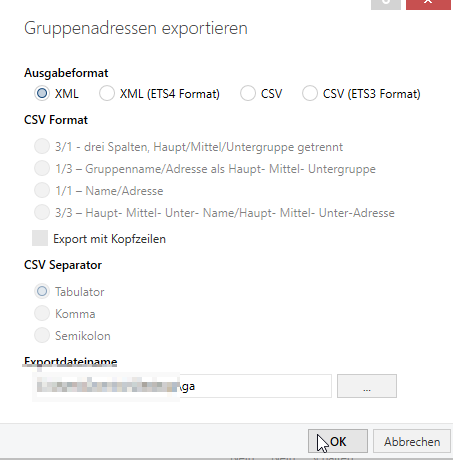 Gruppenadressen exportieren
Ausgabeformat
XML XML (ETS4 Format) CSV CSV (ETS3 Format)
CSV Format
3/1 - drei Spalten, Haupt/Mittel/Untergruppe getrennt
1/3 – Gruppenname/Adresse als Haupt- Mittel- Untergruppe
1/1 – Name/Adresse
3/3 – Haupt- Mittel- Unter- Name/Haupt- Mittel- Unter-Adresse
Export mit Kopfzeilen
CSV Separator
Tabulator
Komma
Semikolon
Exportdateiname
\ga ...
OK Abbrechen